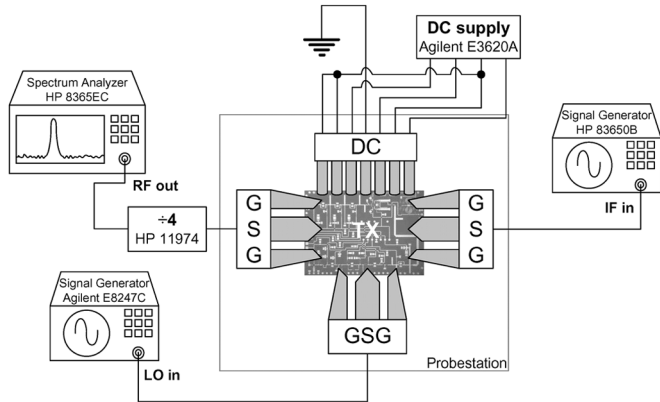 DC supply
Agilent E3620A
Spectrum Analyzer
HP 8365EC
Signal Generator
HP 83650B
DC
RF out
IF in
÷4
HP 11974
G
S
G
TX
G
S
G
Signal Generator
Agilent E8247C
GSG
LO in
Probestation